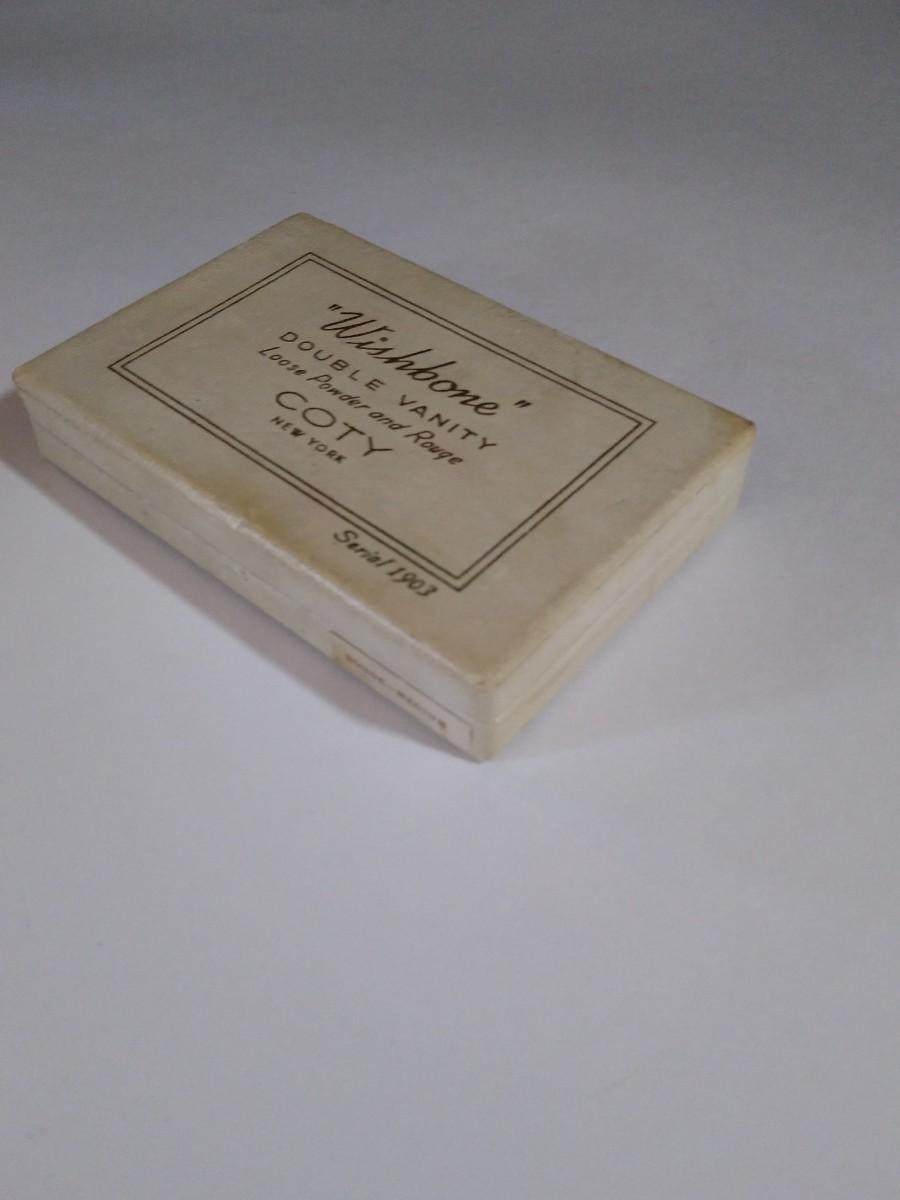 "Wishbone"
DOUBLE VANITY
Loose Powder and Rouge
COTY
NEW YORK
Serial 1903